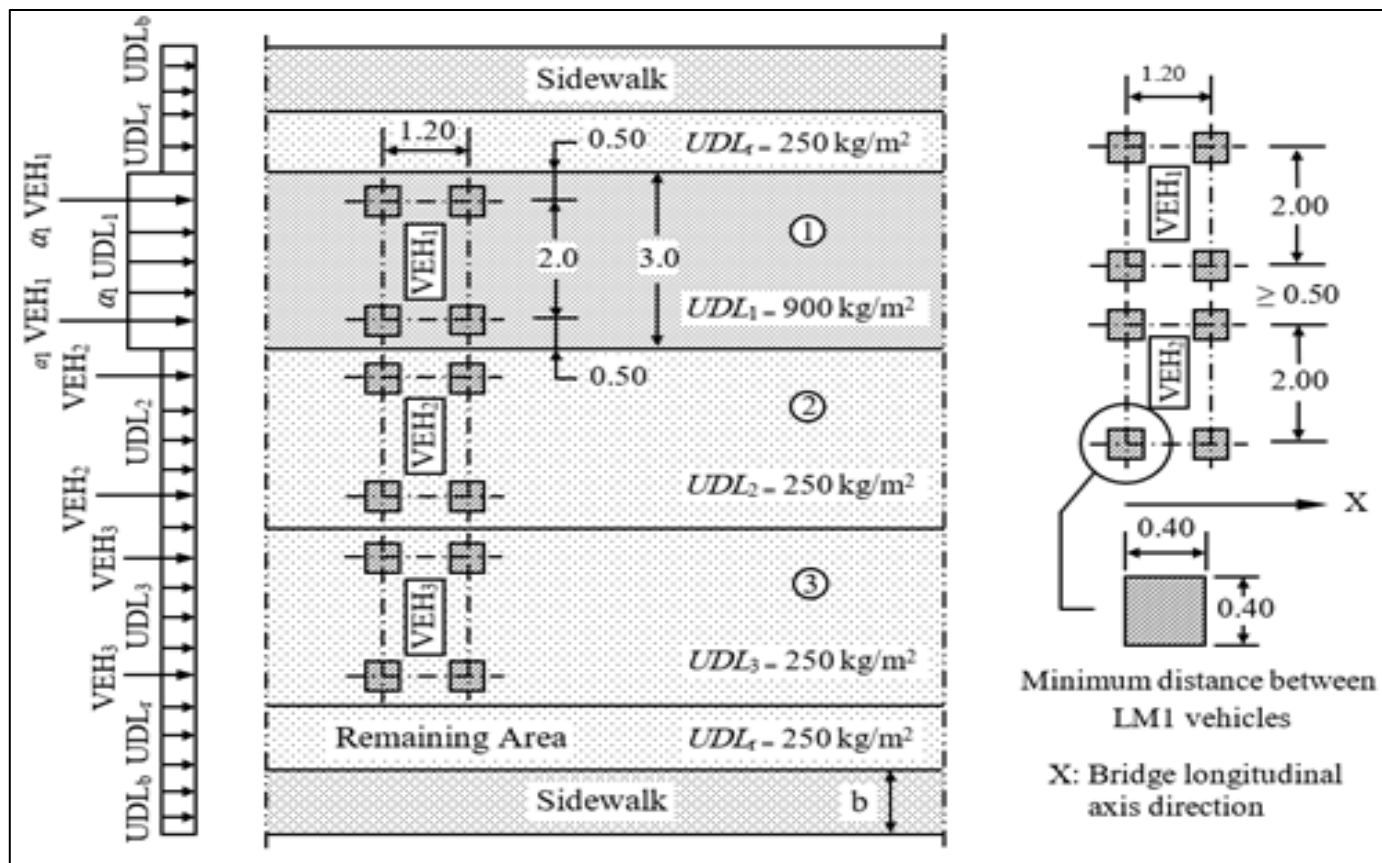 UDLb
UDLr
α1 VEH1
α1 UDL1
α1 VEH1
VEH2
UDL2
VEH2
VEH3
UDL3
VEH3
UDLr
UDLb
Sidewalk
1.20
0.50
UDLr = 250 kg/m²
VEH1
2.0
3.0
①
UDL1 = 900 kg/m²
0.50
VEH2
②
UDL2 = 250 kg/m²
VEH3
③
UDL3 = 250 kg/m²
Remaining Area
UDLr = 250 kg/m²
Sidewalk
b
1.20
VEH1
2.00
≥ 0.50
VEH2
2.00
X
0.40
0.40
Minimum distance between
LM1 vehicles
X: Bridge longitudinal
axis direction